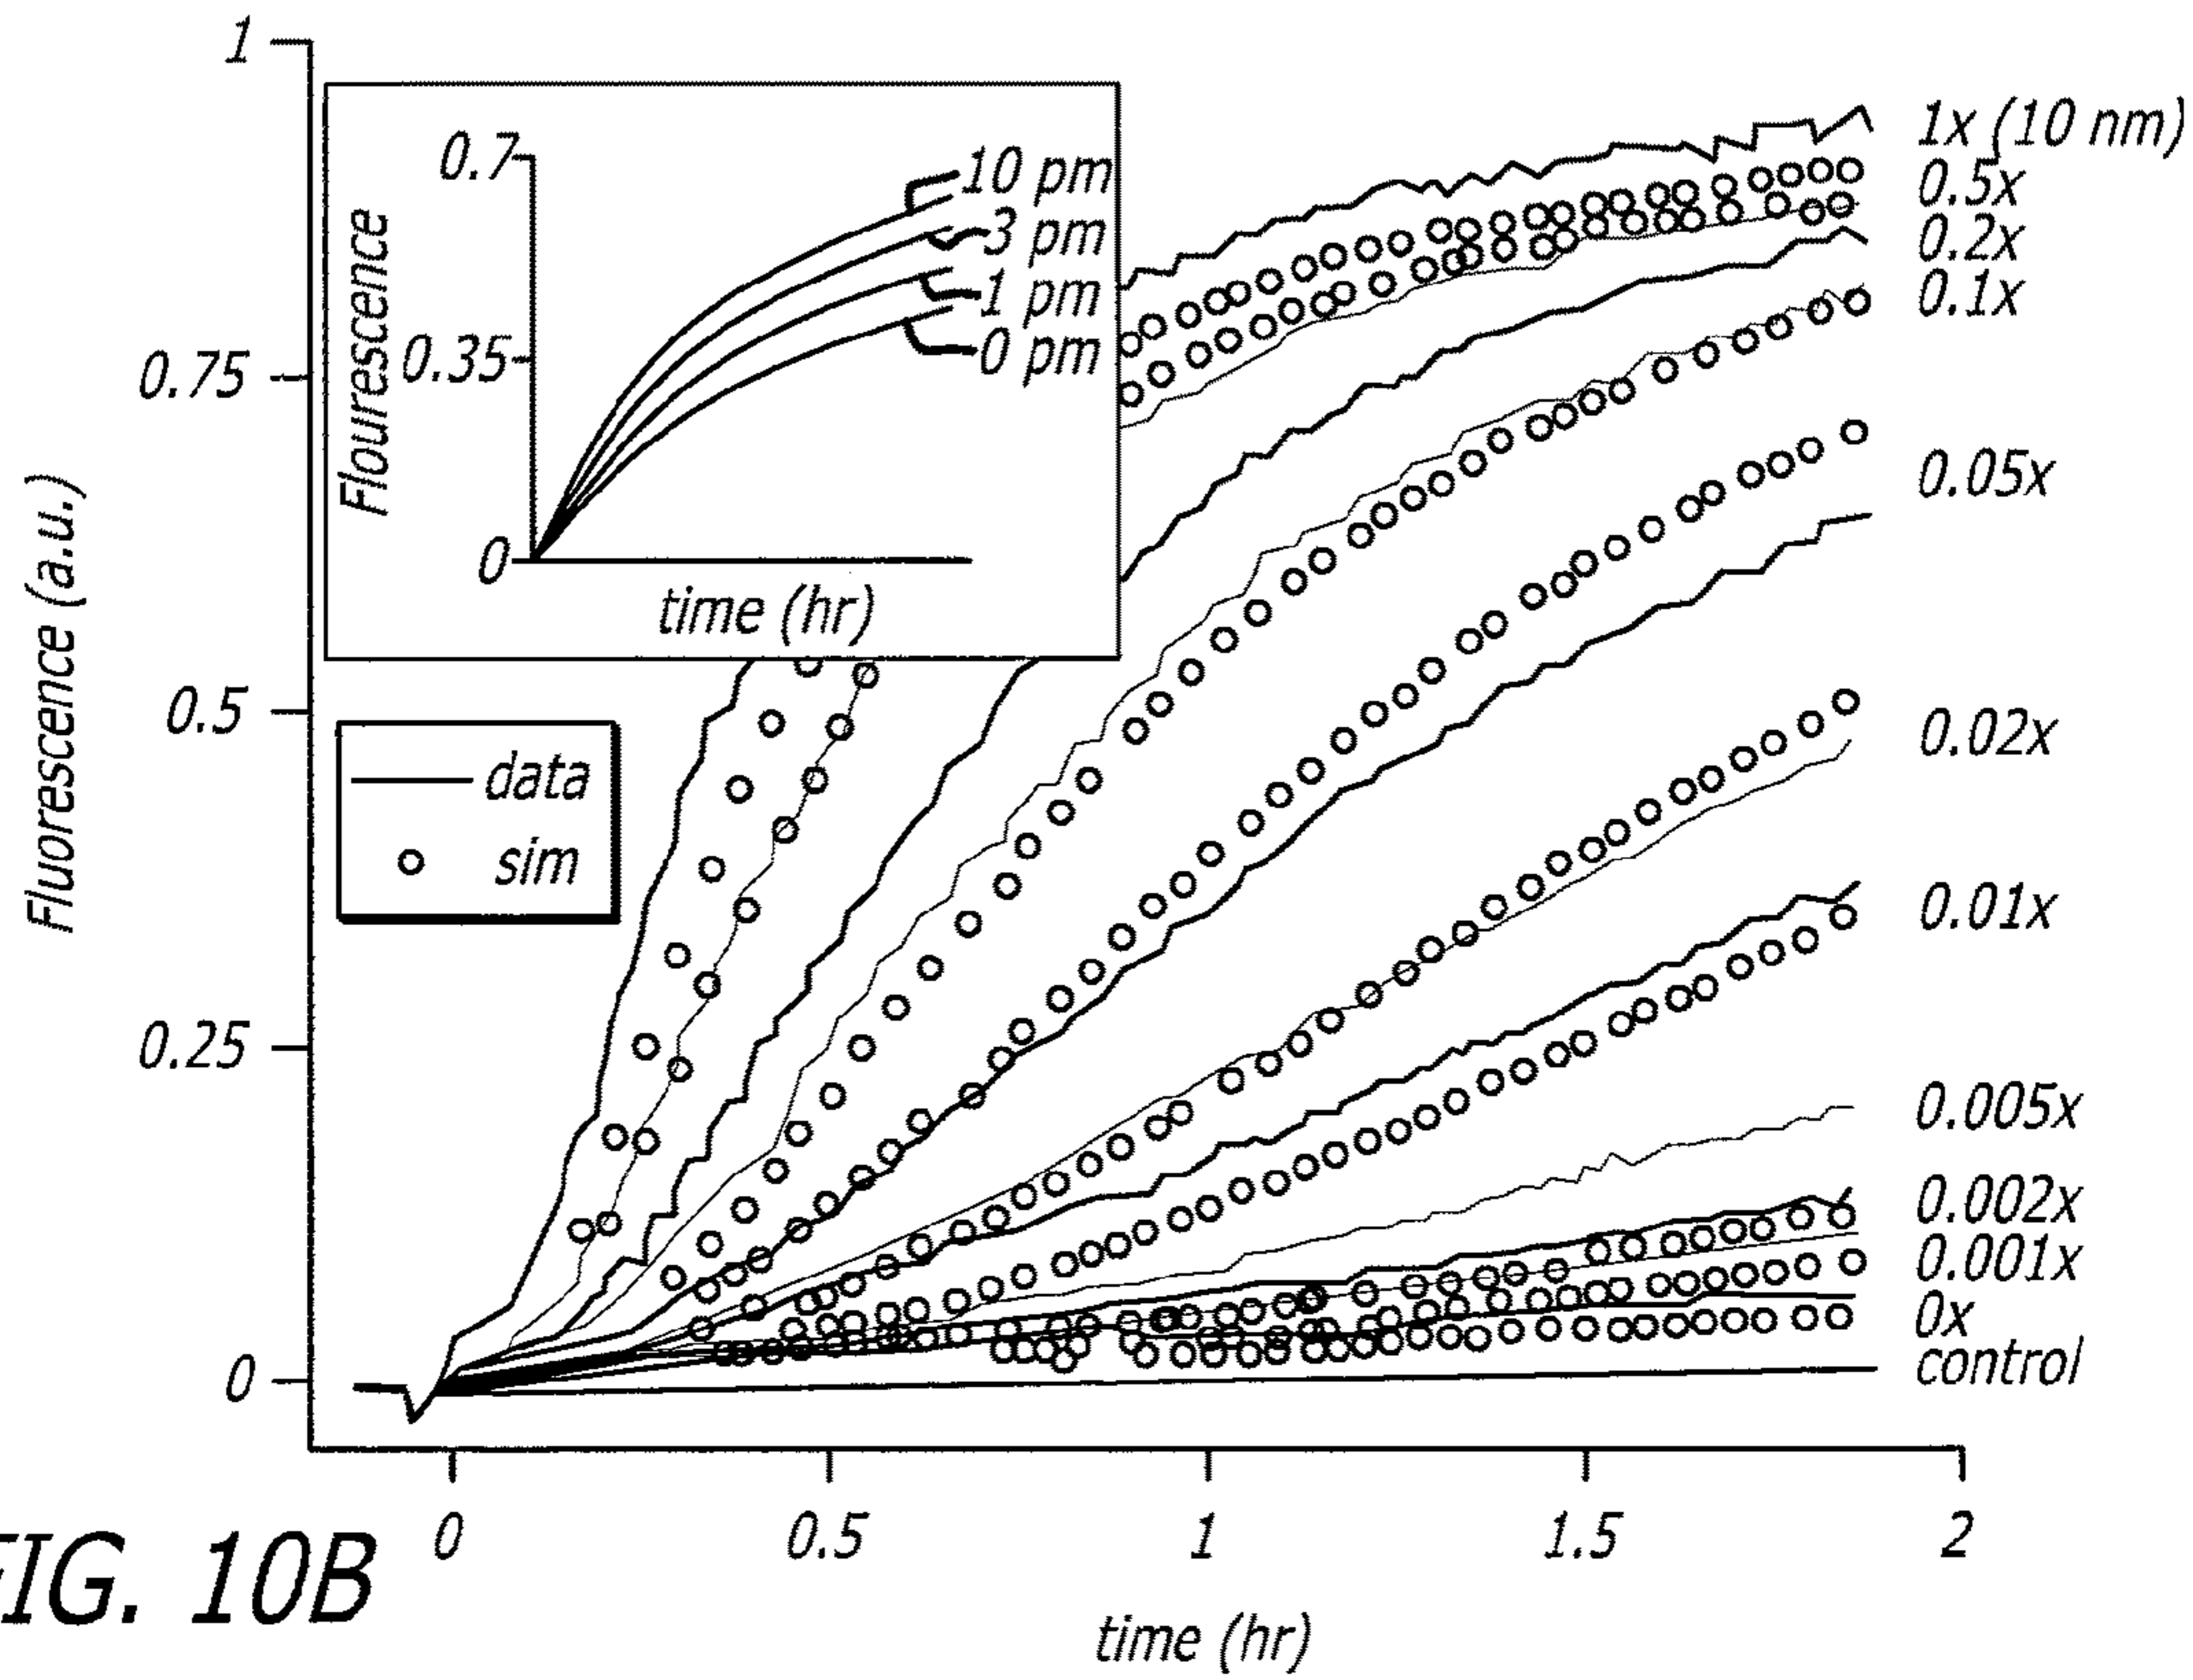 1
0.75
0.5
0.25
0
Fluorescence (a.u.)
0.7
0.35
0
Flourescence
time (hr)
10 pm
3 pm
1 pm
0 pm
data
sim
1x (10 nm)
0.5x
0.2x
0.1x
0.05x
0.02x
0.01x
0.005x
0.002x
0.001x
0x
control
0
0.5
1
1.5
2
time (hr)
IG. 10B